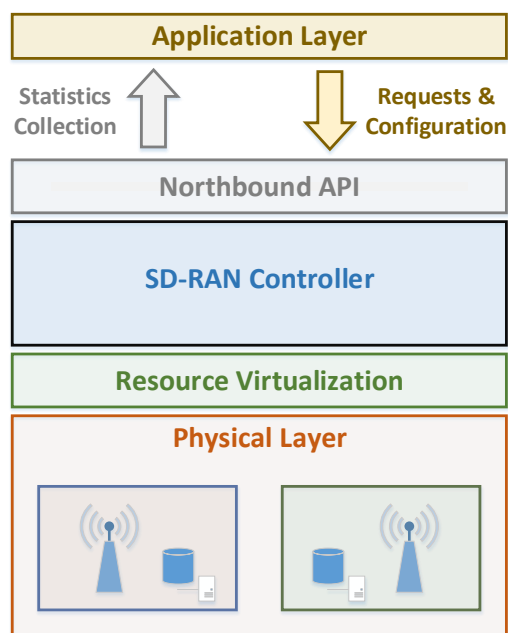 Application Layer
Statistics
Collection
Requests &
Configuration
Northbound API
SD-RAN Controller
Resource Virtualization
Physical Layer